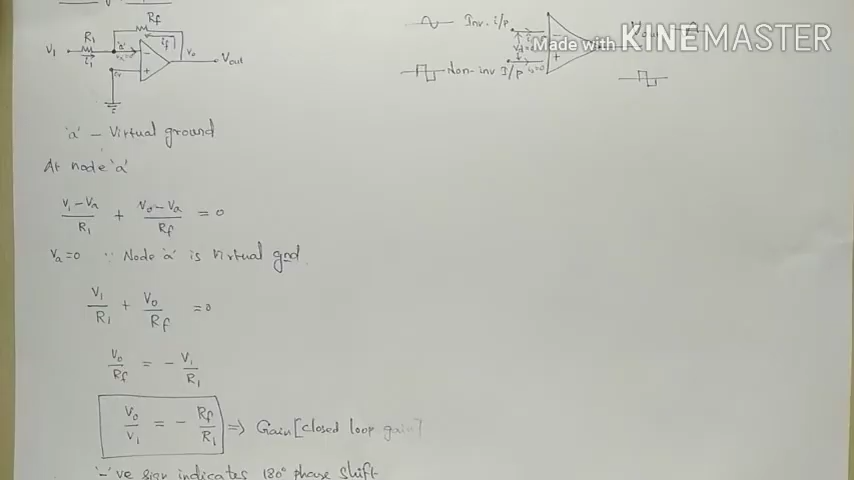 Rf
R1
V1
'a'
if
Vo
Vout
i1
'a' - Virtual ground
At node 'a'
V1-Va / R1 + Vo-Va / Rf = 0
Va=0 ∵ Node 'a' is Virtual gnd.
V1 / R1 + Vo / Rf = 0
Vo / Rf = - V1 / R1
Vo / V1 = - Rf / R1 ⇒ Gain [closed loop gain]
'-'ve sign indicates 180° phase shift
Inv. i/p
Non-inv I/p
Made with KINEMASTER